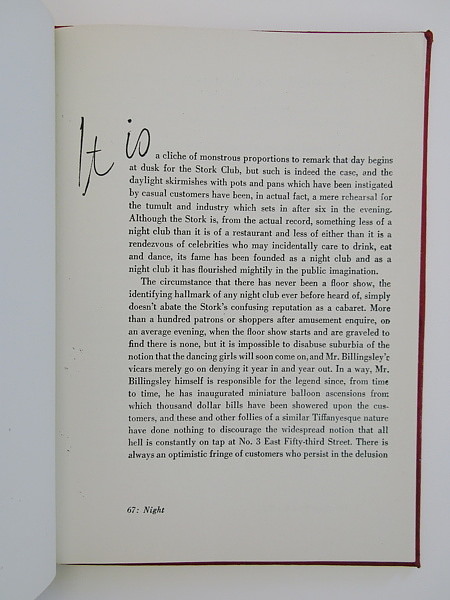 It is
a cliche of monstrous proportions to remark that day begins
at dusk for the Stork Club, but such is indeed the case, and the
daylight skirmishes with pots and pans which have been instigated
by casual customers have been, in actual fact, a mere rehearsal for
the tumult and industry which sets in after six in the evening.
Although the Stork is, from the actual record, something less of a
night club than it is of a restaurant and less of either than it is a
rendezvous of celebrities who may incidentally care to drink, eat
and dance, its fame has been founded as a night club and as a
night club it has flourished mightily in the public imagination.
The circumstance that there has never been a floor show, the
identifying hallmark of any night club ever before heard of, simply
doesn't abate the Stork's confusing reputation as a cabaret. More
than a hundred patrons or shoppers after amusement enquire, on
an average evening, when the floor show starts and are graveled to
find there is none, but it is impossible to disabuse suburbia of the
notion that the dancing girls will soon come on, and Mr. Billingsley's
vicars merely go on denying it year in and year out. In a way, Mr.
Billingsley himself is responsible for the legend since, from time
to time, he has inaugurated miniature balloon ascensions from
which thousand dollar bills have been showered upon the cus-
tomers, and these and other follies of a similar Tiffanyesque nature
have done nothing to discourage the widespread notion that all
hell is constantly on tap at No. 3 East Fifty-third Street. There is
always an optimistic fringe of customers who persist in the delusion
67: Night